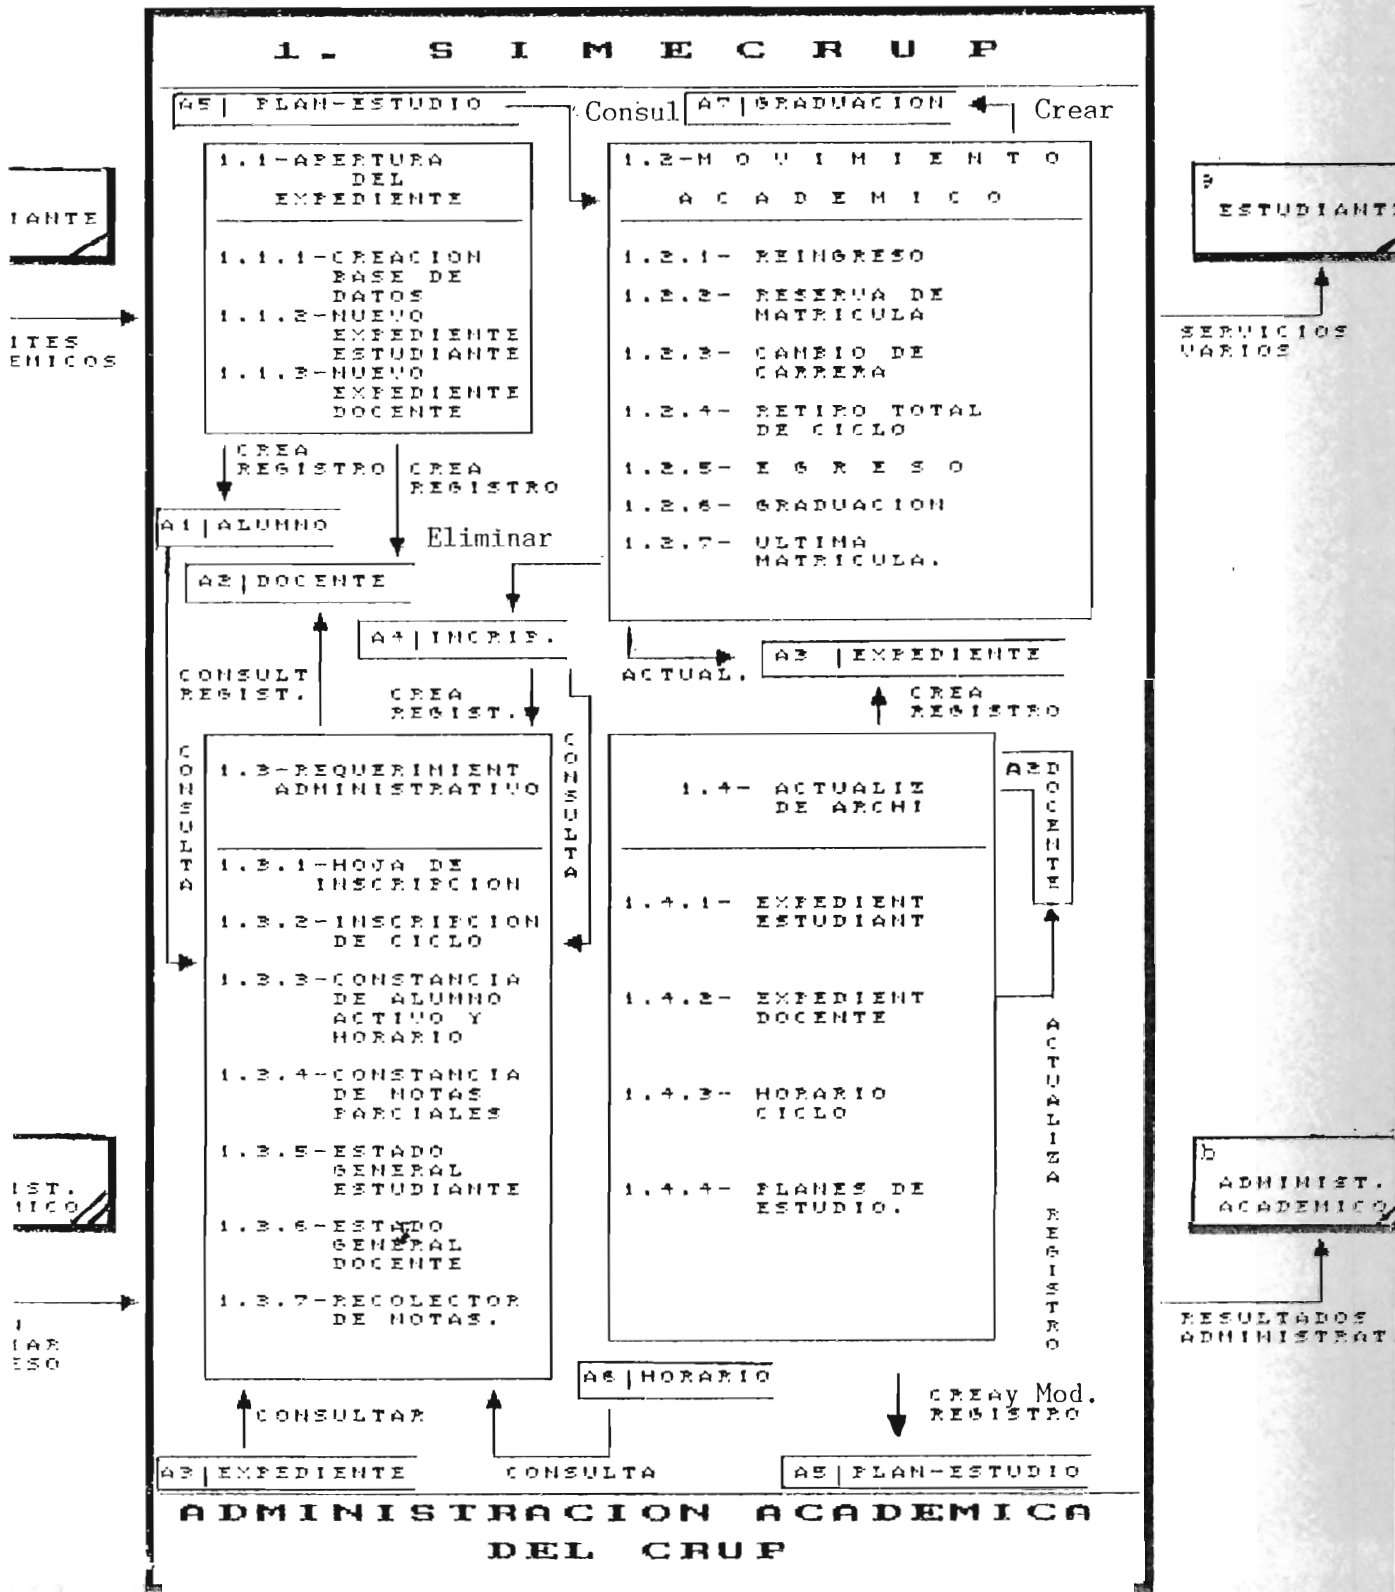 1. SIMECRUP
A5| PLAN-ESTUDIO
Consul
A7|GRADUACION
Crear
1.1-APERTURA
DEL
EXPEDIENTE
1.1.1-CREACION
BASE DE
DATOS
1.1.2-NUEVO
EXPEDIENTE
ESTUDIANTE
1.1.3-NUEVO
EXPEDIENTE
DOCENTE
1.2-MOVIMIENTO
ACADEMICO
1.2.1- REINGRESO
1.2.2- RESERVA DE
MATRICULA
1.2.3- CAMBIO DE
CARRERA
1.2.4- RETIRO TOTAL
DE CICLO
1.2.5- EGRESO
1.2.6- GRADUACION
1.2.7- ULTIMA
MATRICULA.
IANTE
ITES
EMICOS
a
ESTUDIANT
SERVICIOS
VARIOS
CREA
REGISTRO
CREA
REGISTRO
A1|ALUMNO
Eliminar
A2|DOCENTE
A4|INCRIP.
CONSULT
REGIST.
CREA
REGIST.
ACTUAL.
A3 |EXPEDIENTE
CREA
REGISTRO
CONSULTA
1.3-REQUERIMIENT
ADMINISTRATIVO
1.3.1-HOJA DE
INSCRIPCION
1.3.2-INSCRIPCION
DE CICLO
1.3.3-CONSTANCIA
DE ALUMNO
ACTIVO Y
HORARIO
1.3.4-CONSTANCIA
DE NOTAS
PARCIALES
1.3.5-ESTADO
GENERAL
ESTUDIANTE
1.3.6-ESTADO
GENERAL
DOCENTE
1.3.7-RECOLECTOR
DE NOTAS.
CONSULTA
1.4- ACTUALIZ
DE ARCHI
1.4.1- EXPEDIENT
ESTUDIANT
1.4.2- EXPEDIENT
DOCENTE
1.4.3- HORARIO
CICLO
1.4.4- PLANES DE
ESTUDIO.
A2
DOCENTE
ACTUALIZA REGISTRO
IST.
MICO
IAR
ESO
b
ADMINIST.
ACADEMICO
RESULTADOS
ADMINISTRAT
A6|HORARIO
CONSULTAR
CREAy Mod.
REGISTRO
A3|EXPEDIENTE
CONSULTA
A5|PLAN-ESTUDIO
ADMINISTRACION ACADEMICA
DEL CRUP